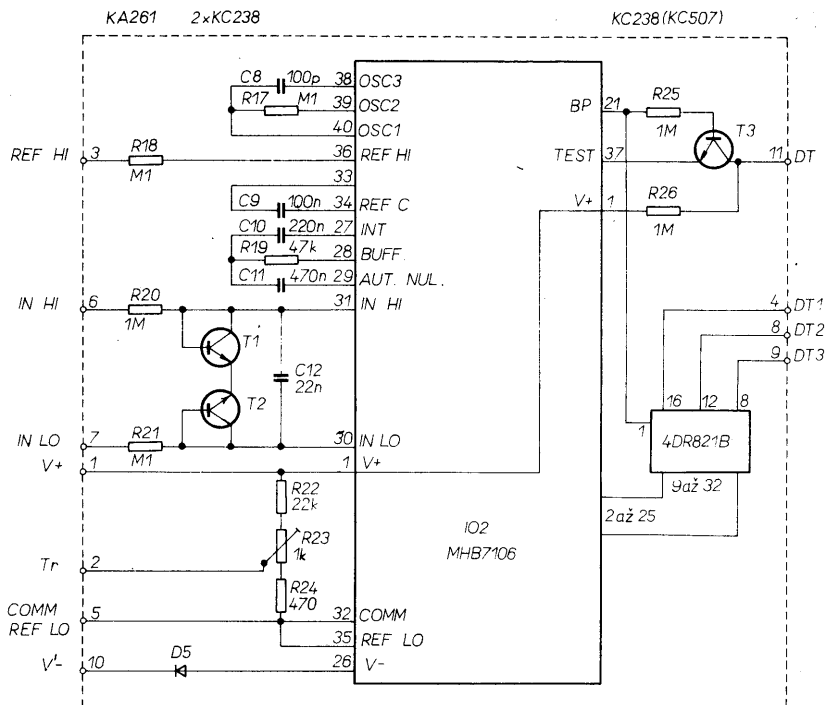 KA261 2xKC238 KC238(KC507)
C8 100p 38 OSC3
R17 M1 39 OSC2
40 OSC1
REF HI 3 R18 M1 36 REF HI
33
C9 100n 34 REF C
C10 220n 27 INT
R19 47k 28 BUFF.
C11 470n 29 AUT. NUL.
IN HI 6 R20 1M 31 IN HI
T1
T2
C12 22n
IN LO 7 R21 M1 30 IN LO
V+ 1 1 V+
R22 22k
R23 1k
Tr 2
R24 470
COMM REF LO 5 32 COMM
35 REF LO
V'- 10 D5 26 V-
IO2
MHB7106
BP 21 R25 1M
T3
TEST 37 11 DT
V+ 1 R26 1M
4 DT1
8 DT2
9 DT3
16 12 8
1 4DR821B
9až 32
2až 25